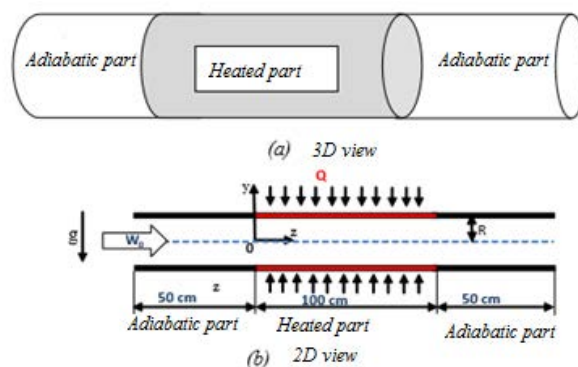 Adiabatic part
Heated part
Adiabatic part
(a) 3D view
Q
y
g
W0
0
z
R
z
50 cm
100 cm
50 cm
Adiabatic part
Heated part
Adiabatic part
(b) 2D view